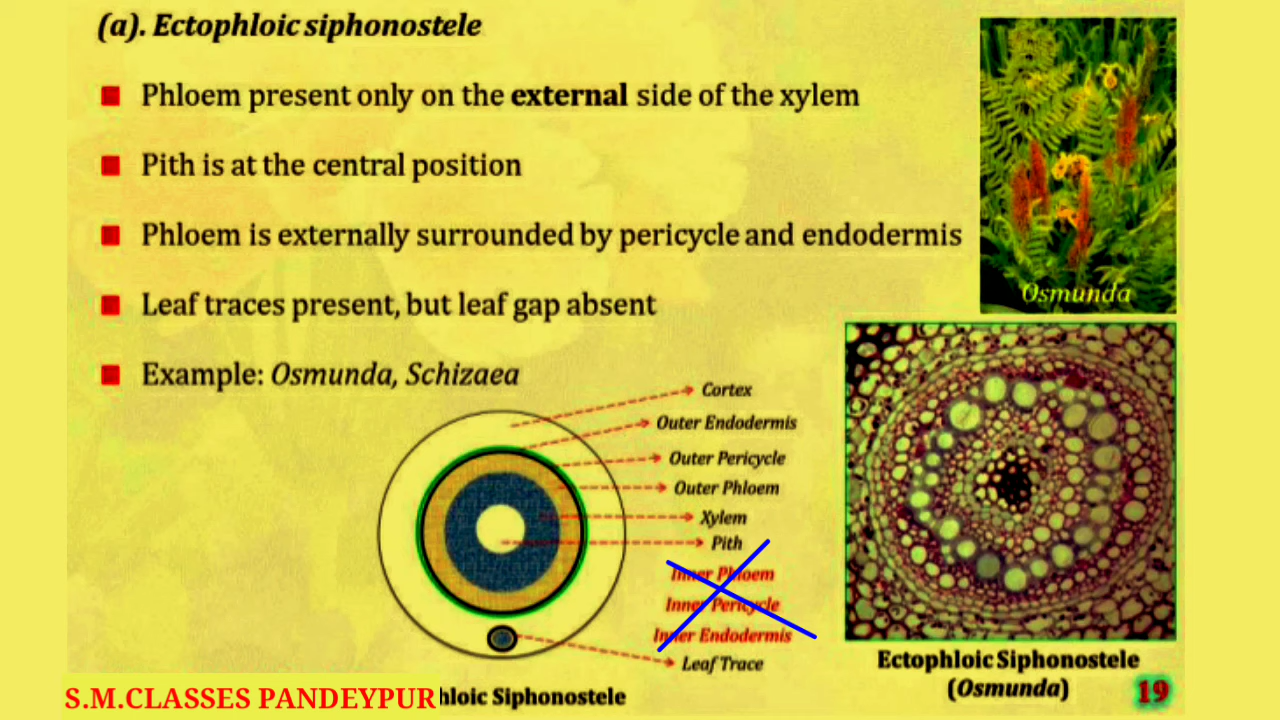 (a). Ectophloic siphonostele
Phloem present only on the external side of the xylem
Pith is at the central position
Phloem is externally surrounded by pericycle and endodermis
Leaf traces present, but leaf gap absent
Example: Osmunda, Schizaea
Osmunda
Cortex
Outer Endodermis
Outer Pericycle
Outer Phloem
Xylem
Pith
Inner Phloem
Inner Pericycle
Inner Endodermis
Leaf Trace
S.M.CLASSES PANDEYPUR
hloic Siphonostele
Ectophloic Siphonostele
(Osmunda)
19